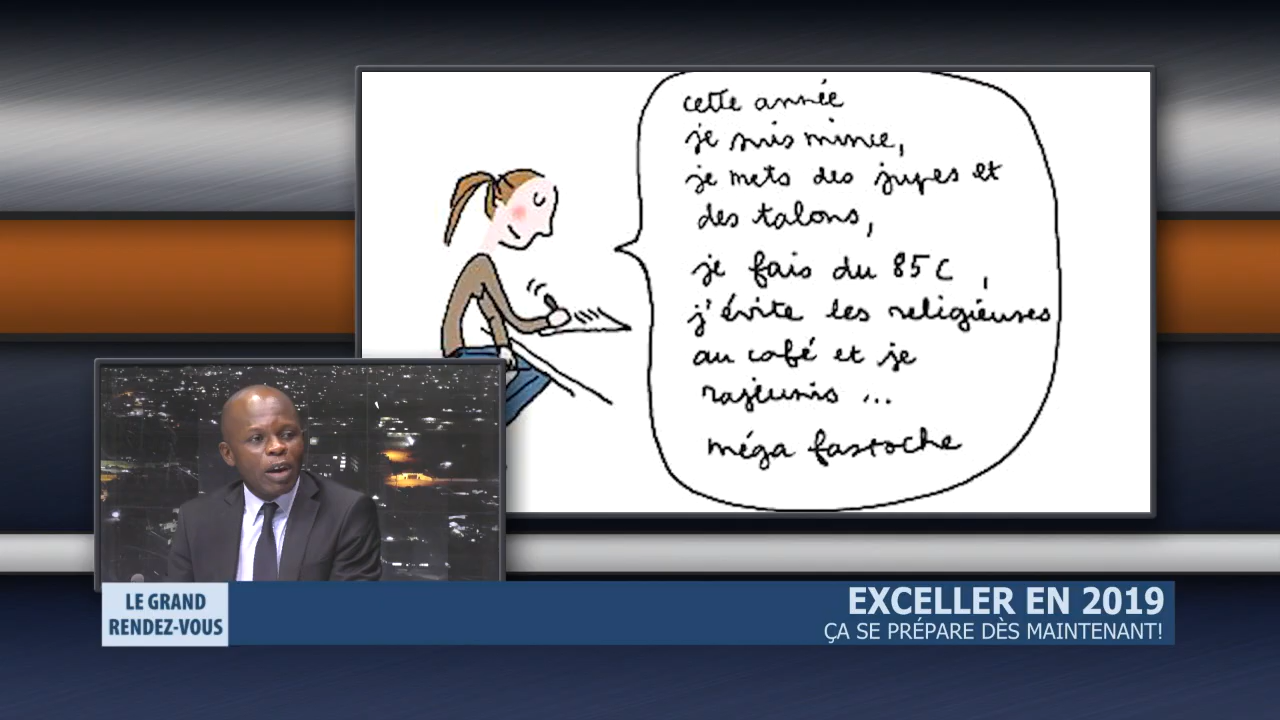 cette année
je suis mince,
je mets des jupes et
des talons,
je fais du 85 C,
j'évite les religieuses
au café et je
rajeunis ...
méga fastoche
LE GRAND
RENDEZ-VOUS
EXCELLER EN 2019
ÇA SE PRÉPARE DÈS MAINTENANT!